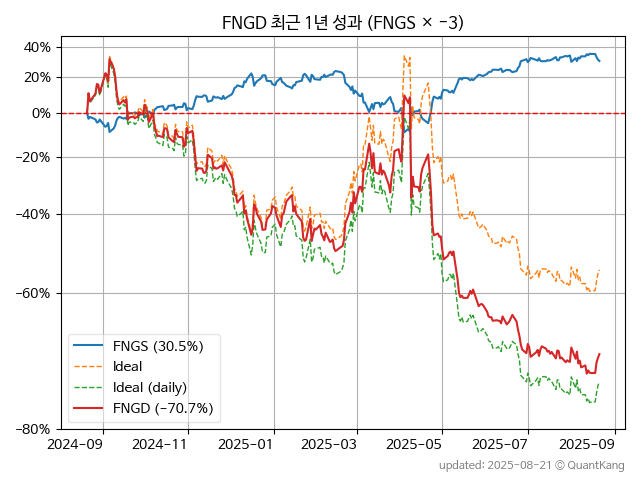 FNGD 최근 1년 성과 (FNGS × −3)
40%
20%
0%
−20%
−40%
−60%
−80%
FNGS (30.5%)
Ideal
Ideal (daily)
FNGD (−70.7%)
2024−09
2024−11
2025−01
2025−03
2025−05
2025−07
2025−09
updated: 2025−08−21 © QuantKang